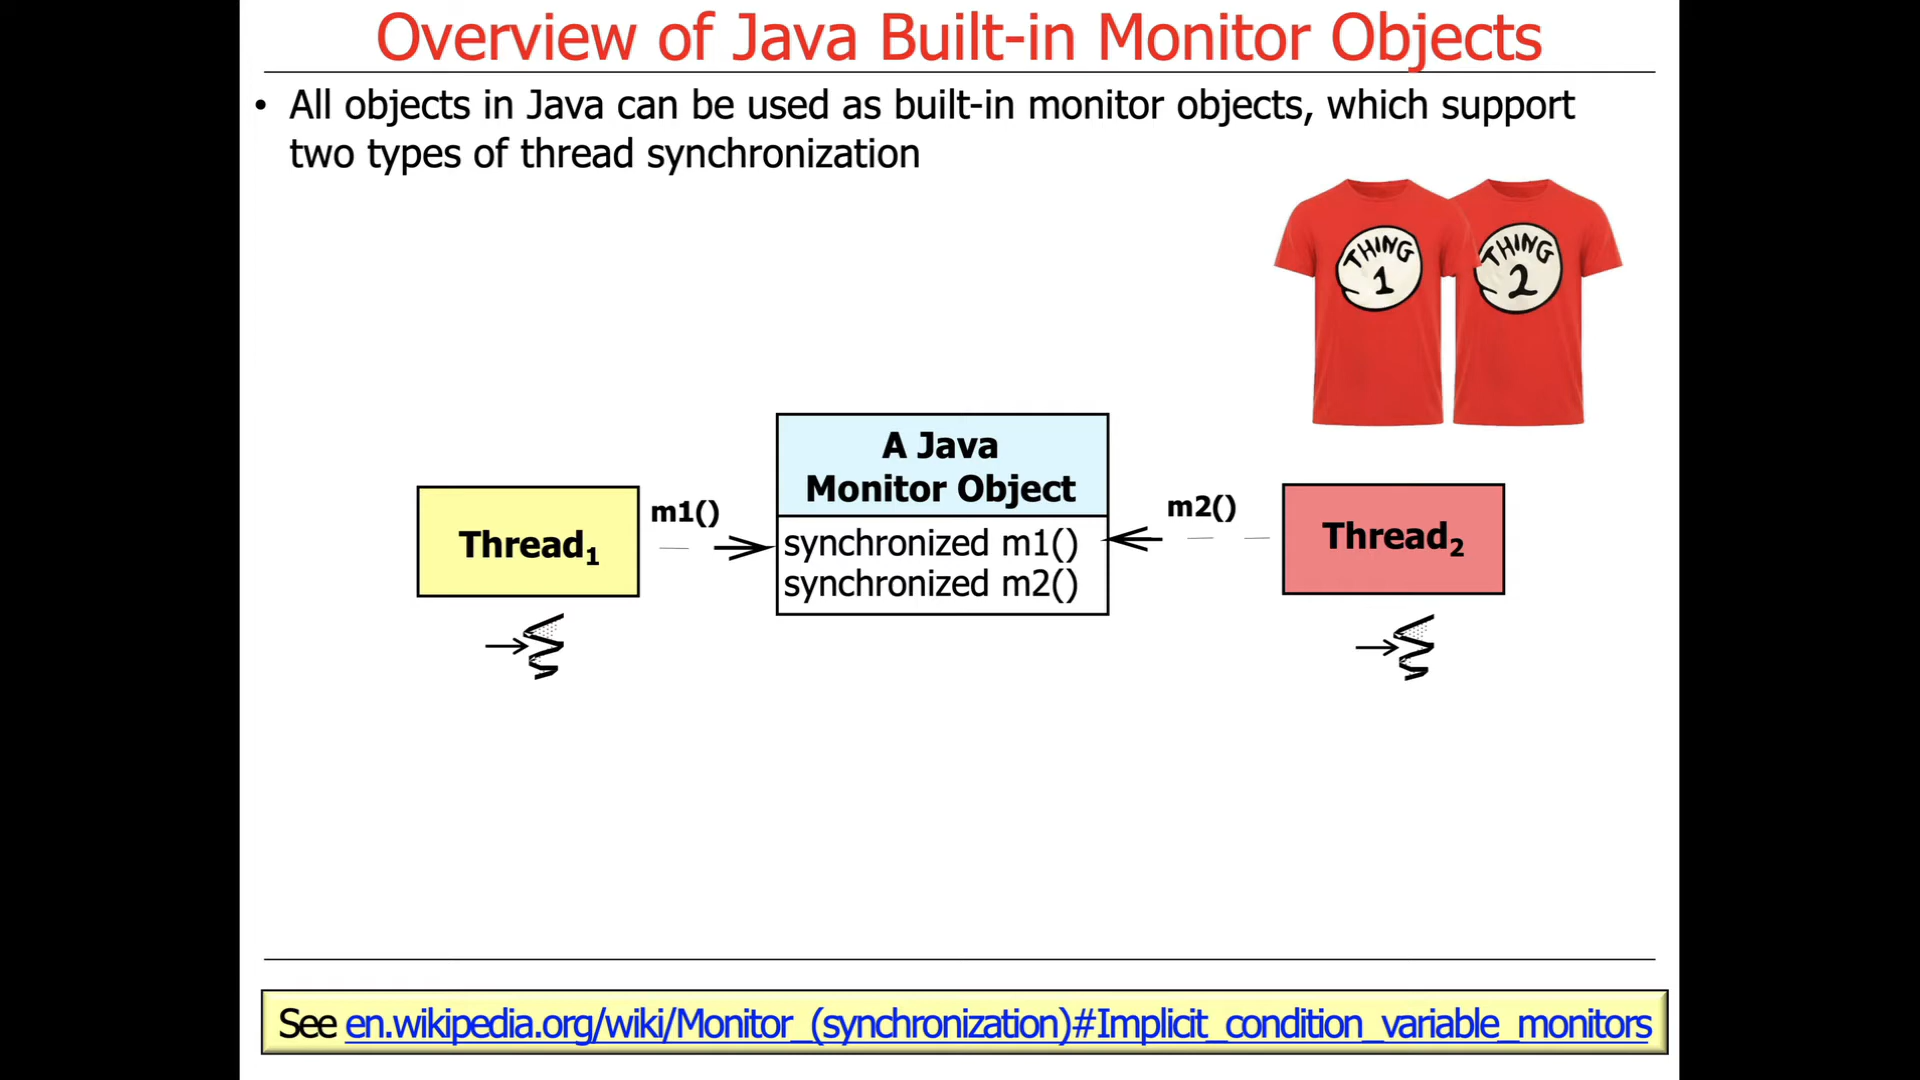 Overview of Java Built-in Monitor Objects
• All objects in Java can be used as built-in monitor objects, which support
two types of thread synchronization
THING
1
THING
2
A Java
Monitor Object
m1()
m2()
Thread₁
synchronized m1()
synchronized m2()
Thread₂
See en.wikipedia.org/wiki/Monitor_(synchronization)#Implicit_condition_variable_monitors